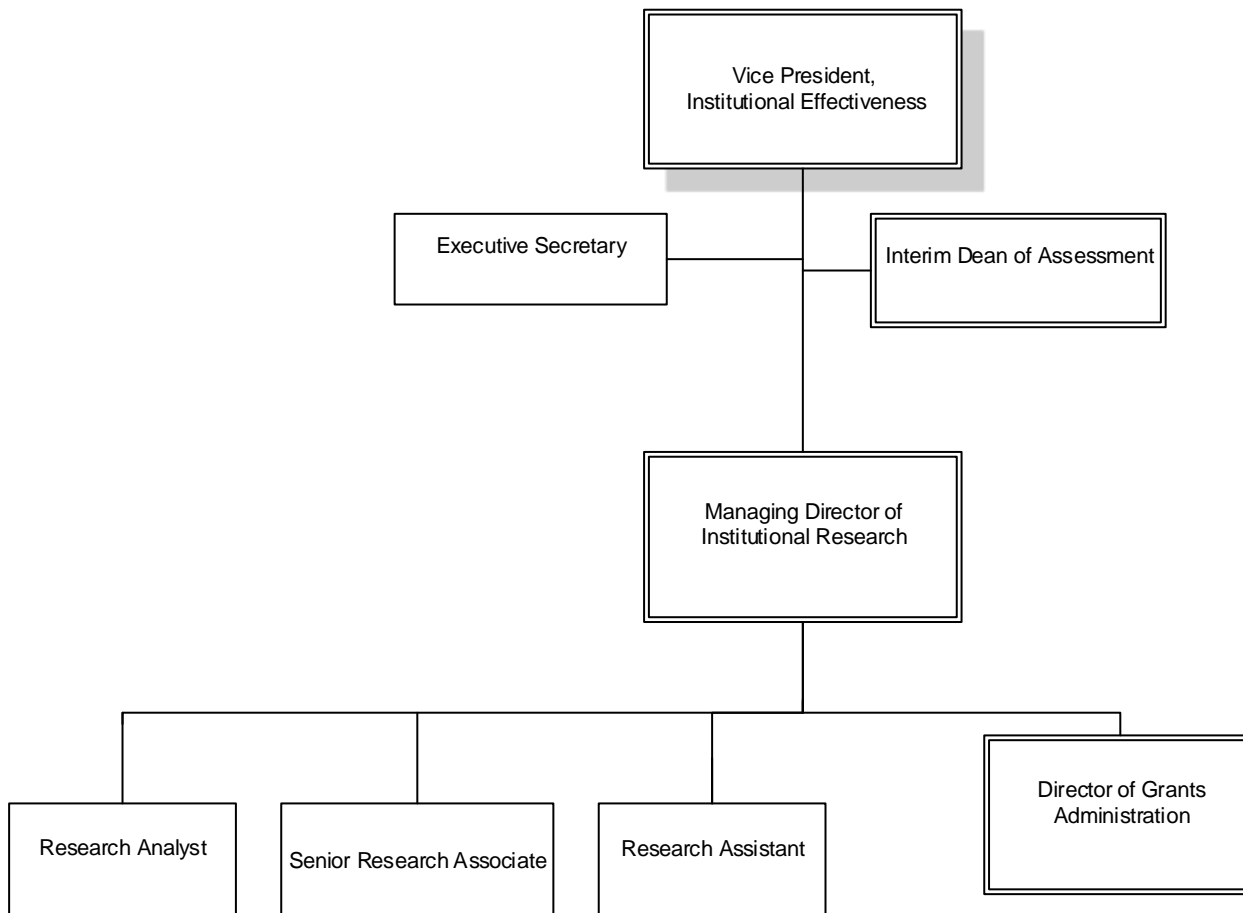 Vice President,
Institutional Effectiveness
Executive Secretary
Interim Dean of Assessment
Managing Director of
Institutional Research
Director of Grants
Administration
Research Analyst
Senior Research Associate
Research Assistant